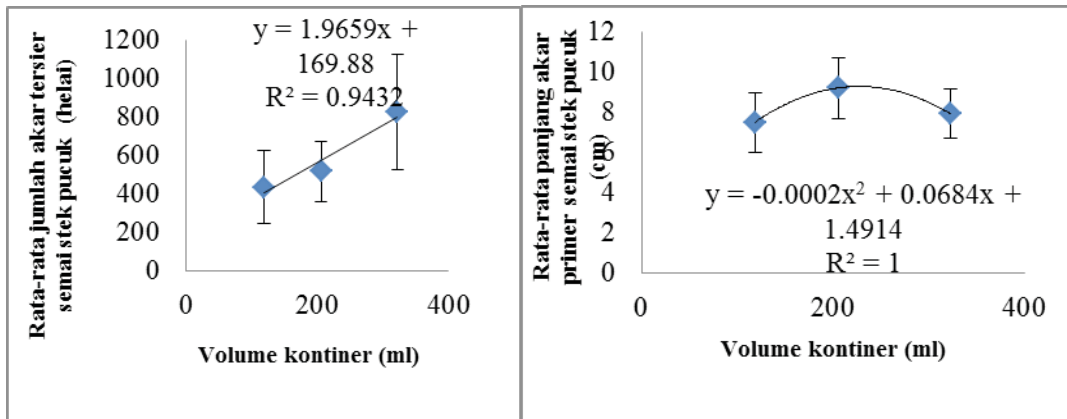 Rata-rata jumlah akar tersier
semai stek pucuk (helai)
1200
1000
800
600
400
200
0
y = 1.9659x +
169.88
R² = 0.9432
0 200 400
Volume kontiner (ml)
Rata-rata panjang akar
primer semai stek pucuk
(cm)
12
10
8
6
4
2
0
y = -0.0002x² + 0.0684x +
1.4914
R² = 1
0 200 400
Volume kontiner (ml)